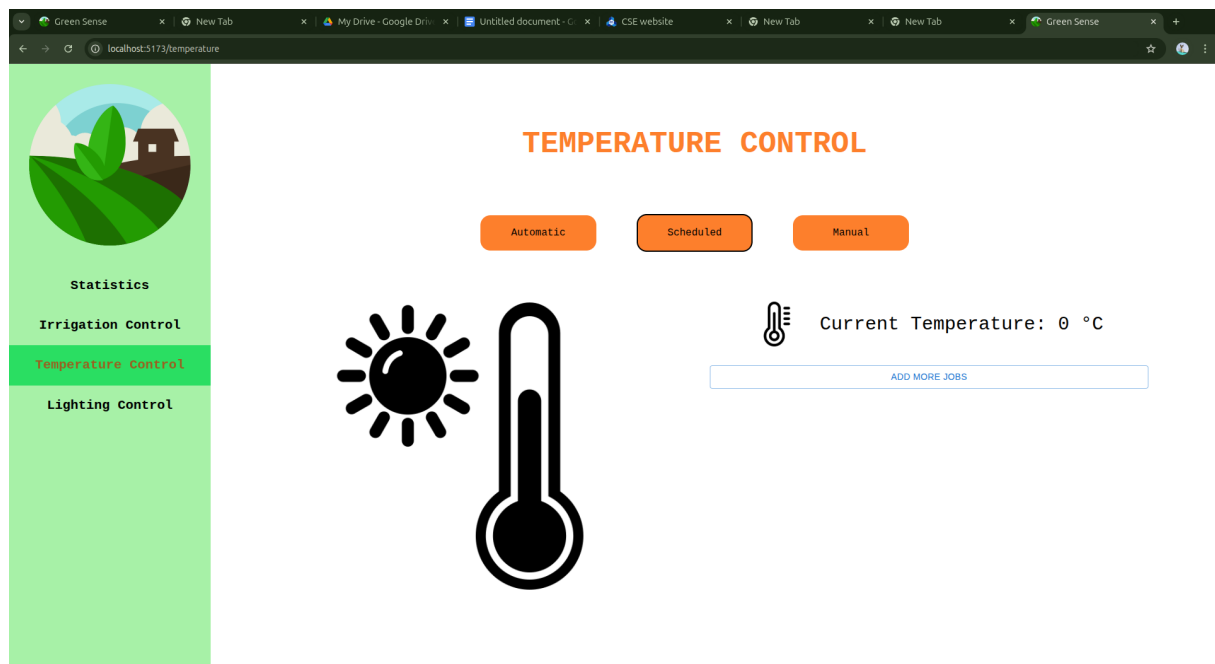 Green Sense
New Tab
My Drive - Google Driv
Untitled document - G
CSE website
New Tab
New Tab
Green Sense
localhost:5173/temperature
TEMPERATURE CONTROL
Automatic
Scheduled
Manual
Statistics
Irrigation Control
Temperature Control
Lighting Control
Current Temperature: 0 °C
ADD MORE JOBS